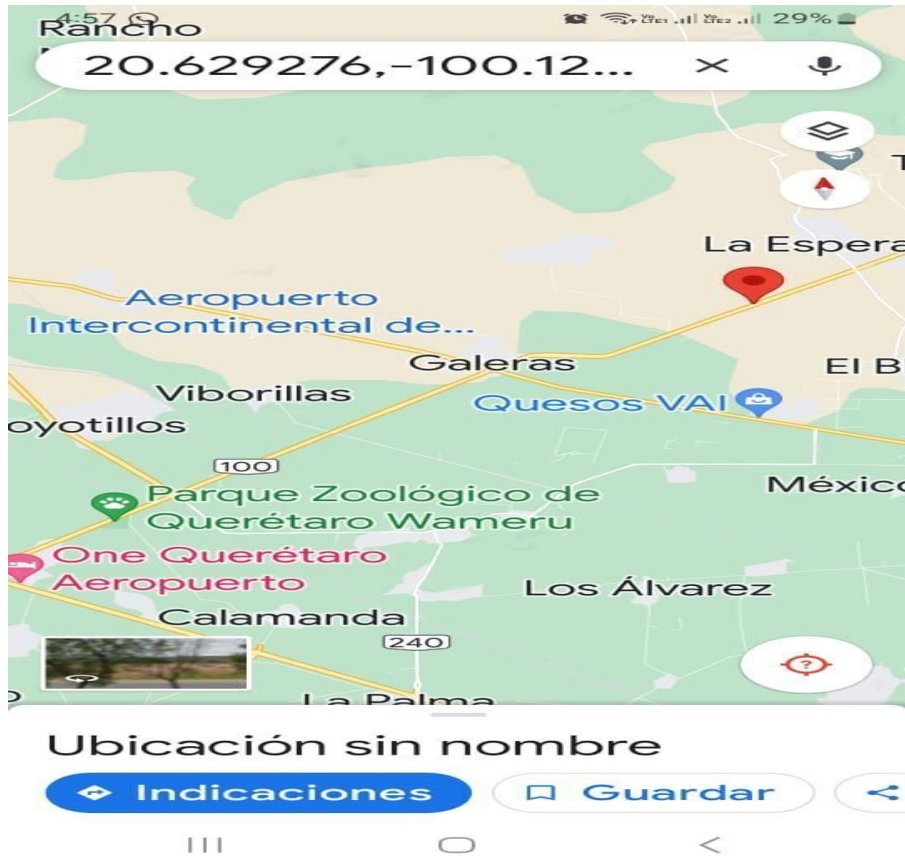 4:57
29%
Rancho
20.629276,-100.12...
La Espera
Aeropuerto
Intercontinental de...
Galeras
El B
Viborillas
Quesos VAI
oyotillos
100
Parque Zoológico de
Querétaro Wameru
México
One Querétaro
Aeropuerto
Los Álvarez
Calamanda
240
La Palma
Ubicación sin nombre
Indicaciones
Guardar